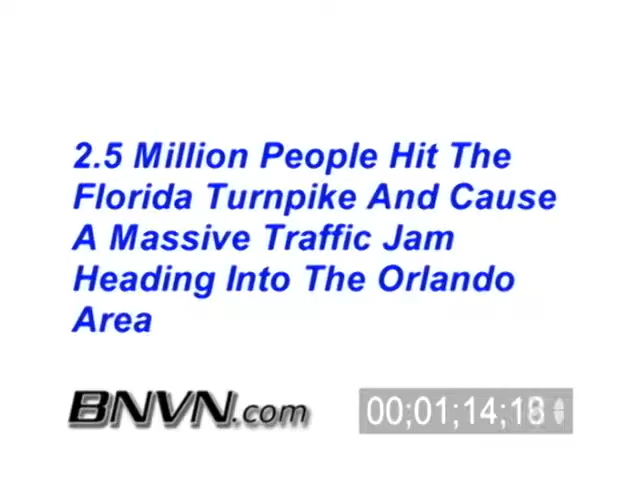 2.5 Million People Hit The
Florida Turnpike And Cause
A Massive Traffic Jam
Heading Into The Orlando
Area
BNVN.com
00;01;14;18